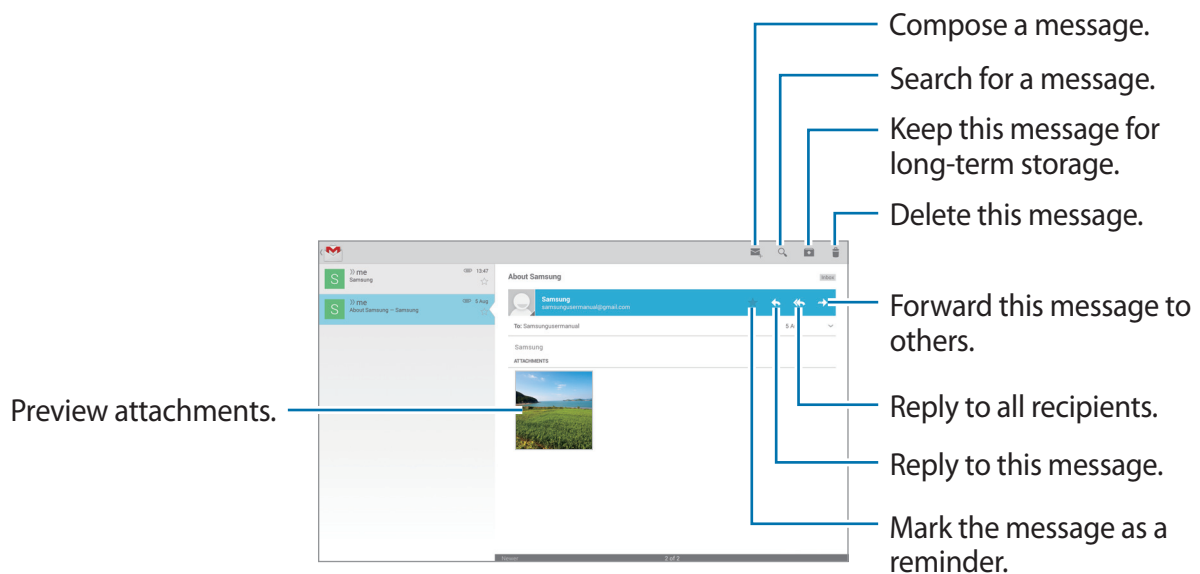 Compose a message.
Search for a message.
Keep this message for
long-term storage.
Delete this message.
S
me
13.47
Samsung
S
me
5 Aug
About Samsung — Samsung
About Samsung
Inbox
Samsung
samsungusermanual@gmail.com
To: Samsungusermanual
5 A
Samsung
ATTACHMENTS
Newer
2 of 2
Forward this message to
others.
Preview attachments.
Reply to all recipients.
Reply to this message.
Mark the message as a
reminder.